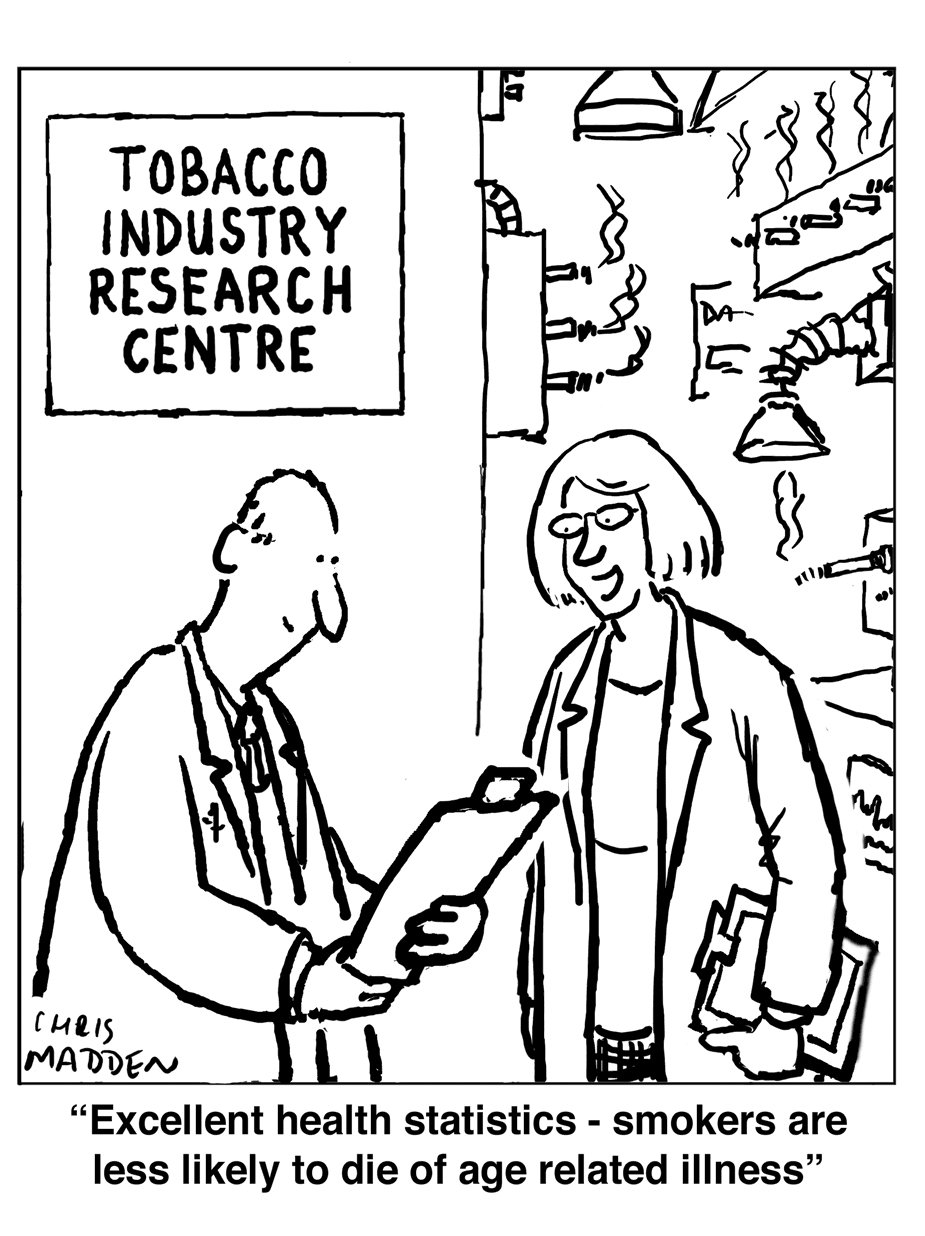 TOBACCO
INDUSTRY
RESEARCH
CENTRE
DA
CHRIS
MADDEN
“Excellent health statistics - smokers are
less likely to die of age related illness”